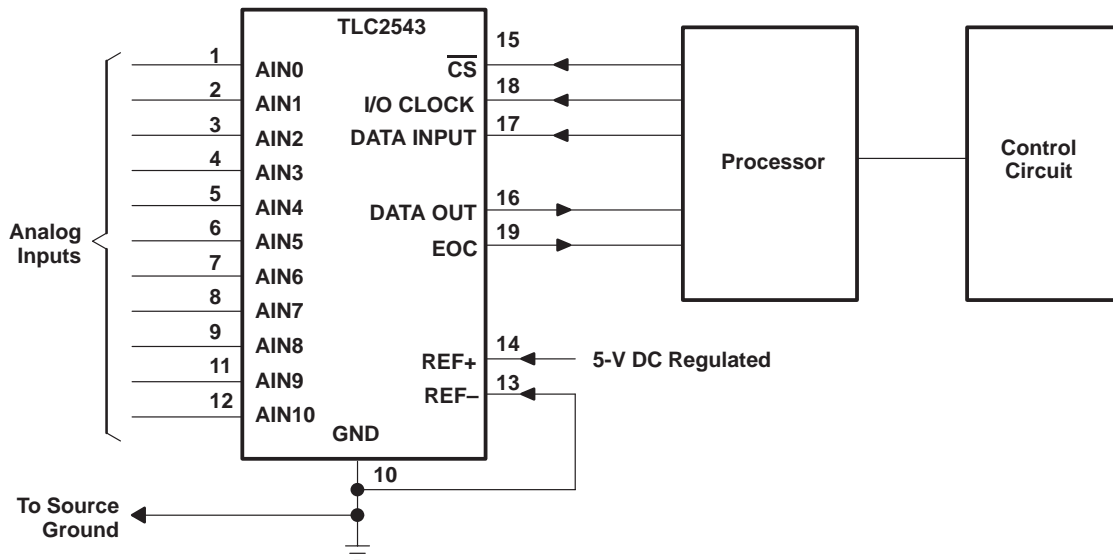 TLC2543
Analog
Inputs
1 AIN0
2 AIN1
3 AIN2
4 AIN3
5 AIN4
6 AIN5
7 AIN6
8 AIN7
9 AIN8
11 AIN9
12 AIN10
CS 15
I/O CLOCK 18
DATA INPUT 17
DATA OUT 16
EOC 19
REF+ 14 5-V DC Regulated
REF– 13
GND
10
To Source
Ground
Processor
Control
Circuit